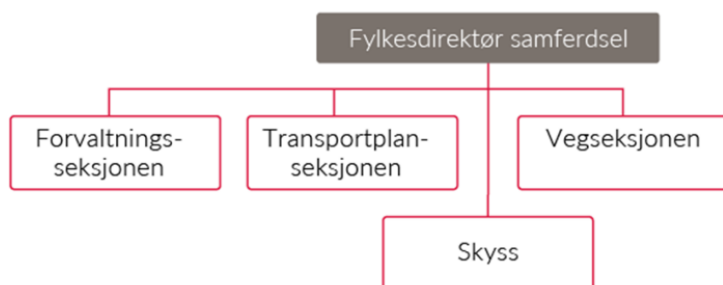 Fylkesdirektør samferdsel
Forvaltnings-
seksjonen
Transportplan-
seksjonen
Vegseksjonen
Skyss